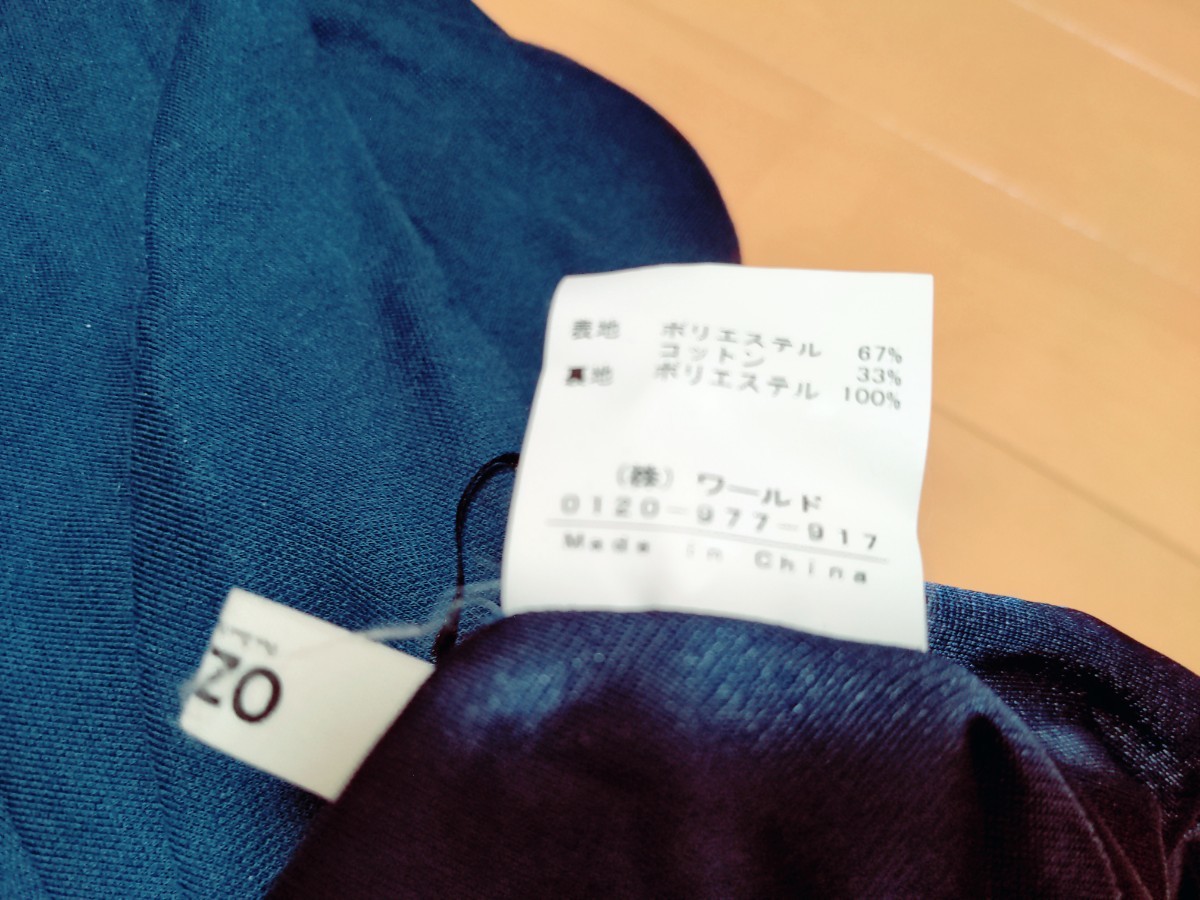 表地 ポリエステル 67%
コットン 33%
裏地 ポリエステル 100%
(株) ワールド
0120-977-917
Made in China
ZO